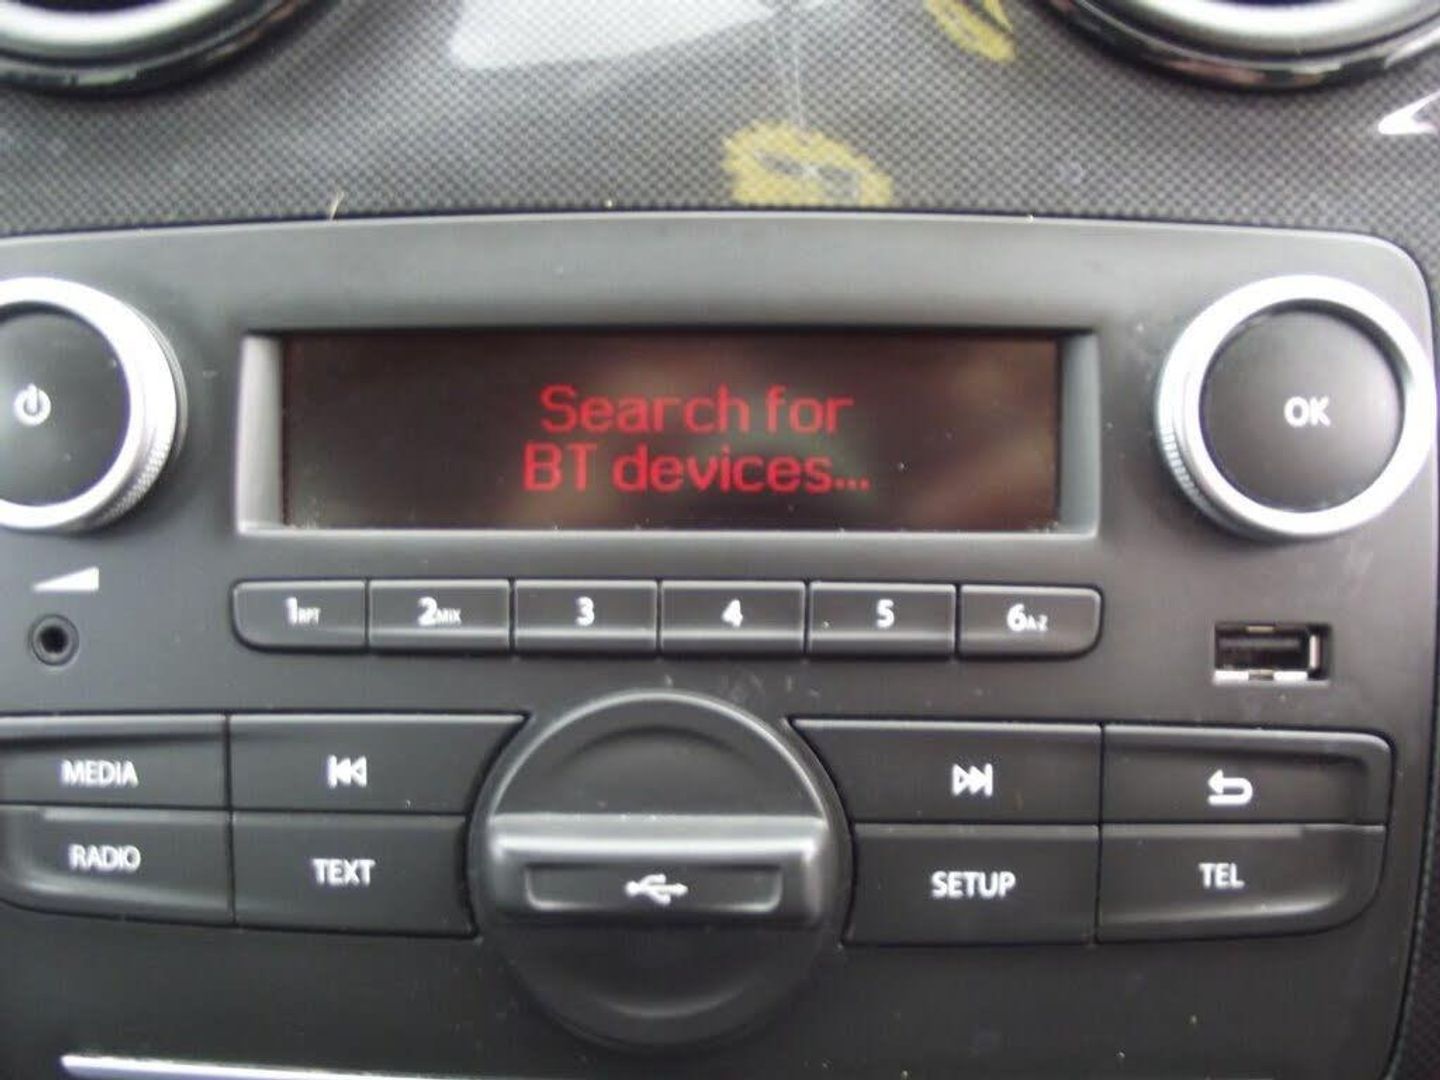 Search for
BT devices...
OK
1RPT
2MIX
3
4
5
6A-Z
MEDIA
RADIO
TEXT
SETUP
TEL